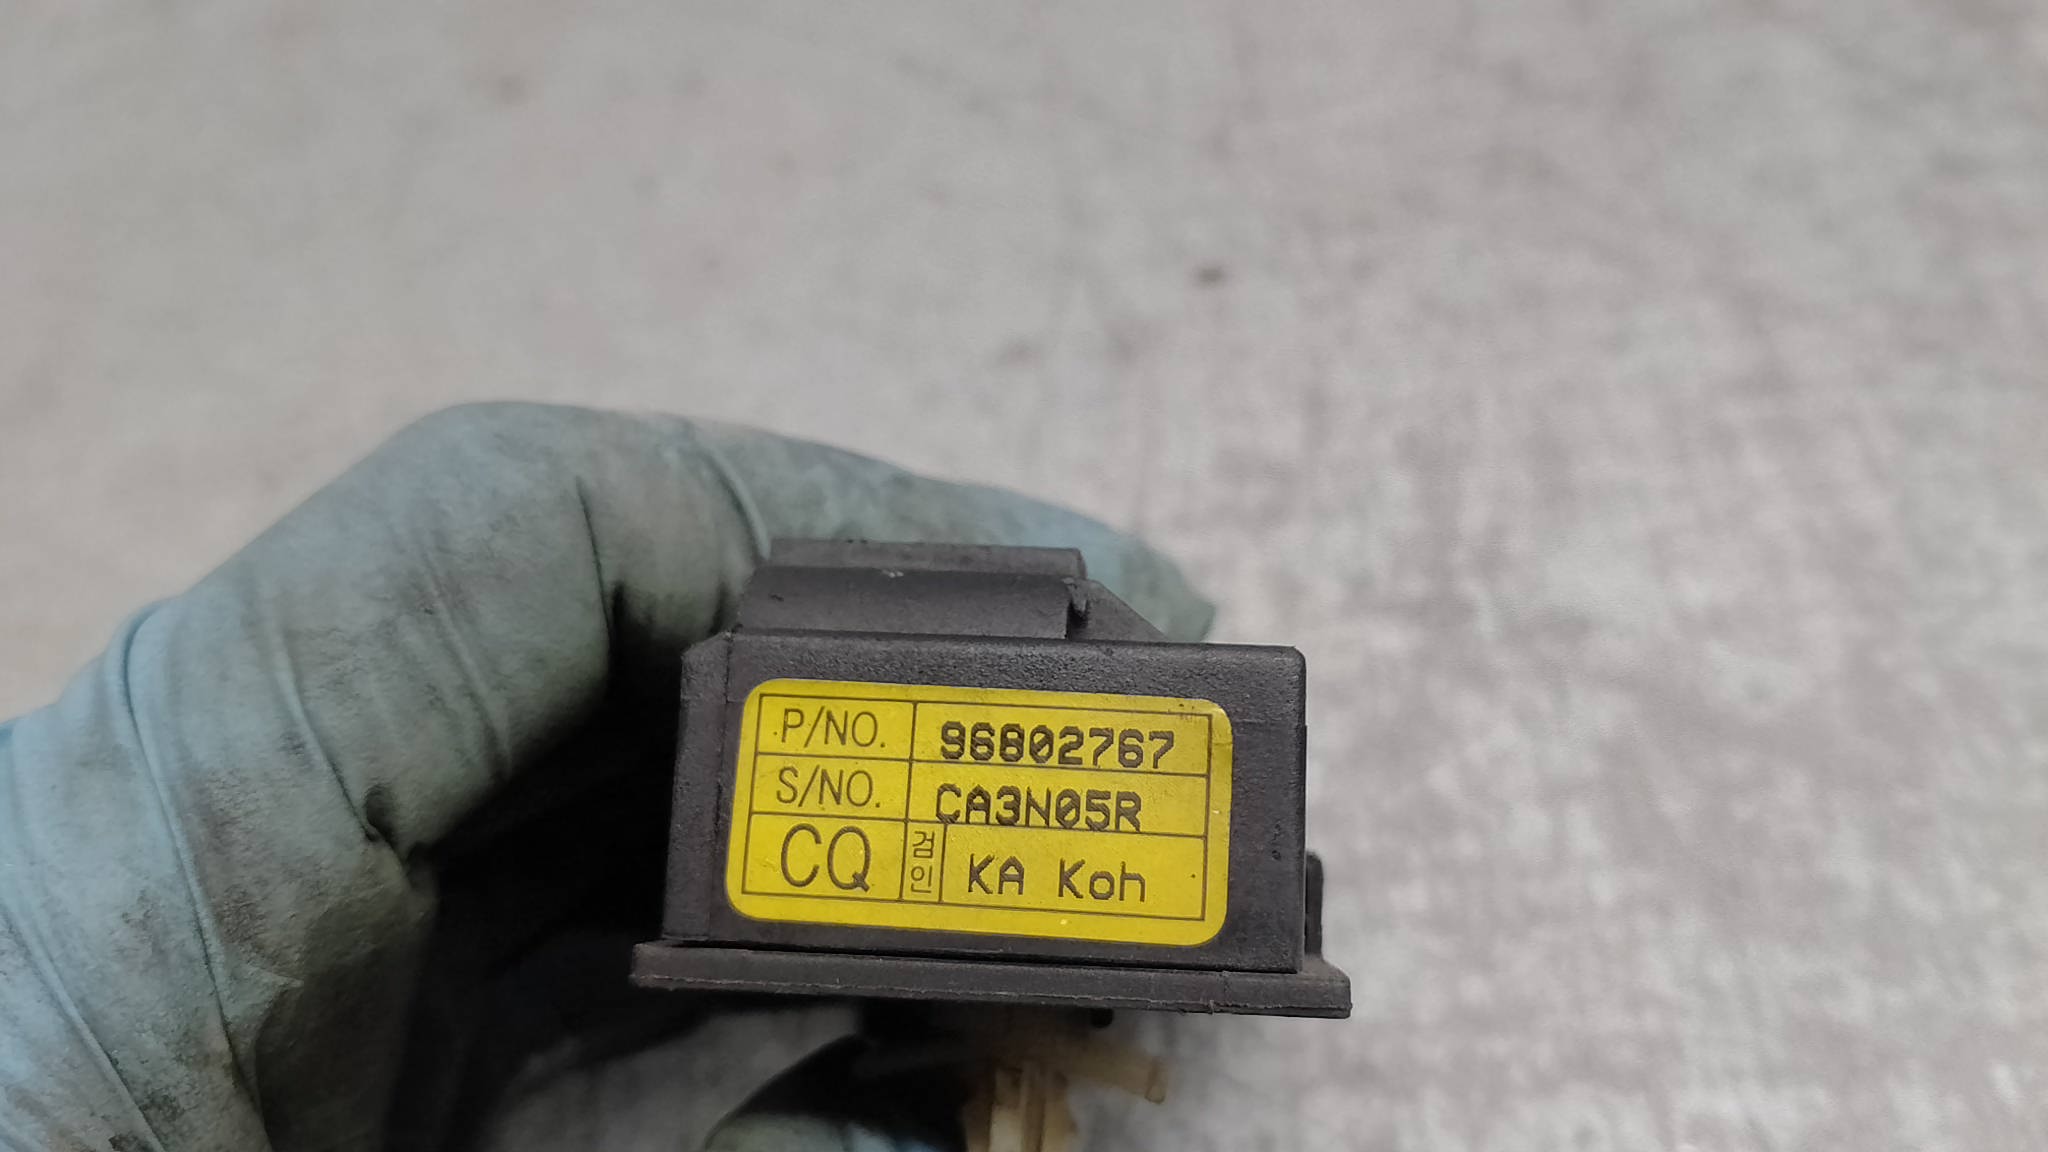 P/NO. 96802767
S/NO. CA3N05R
CQ 검인 KA Koh